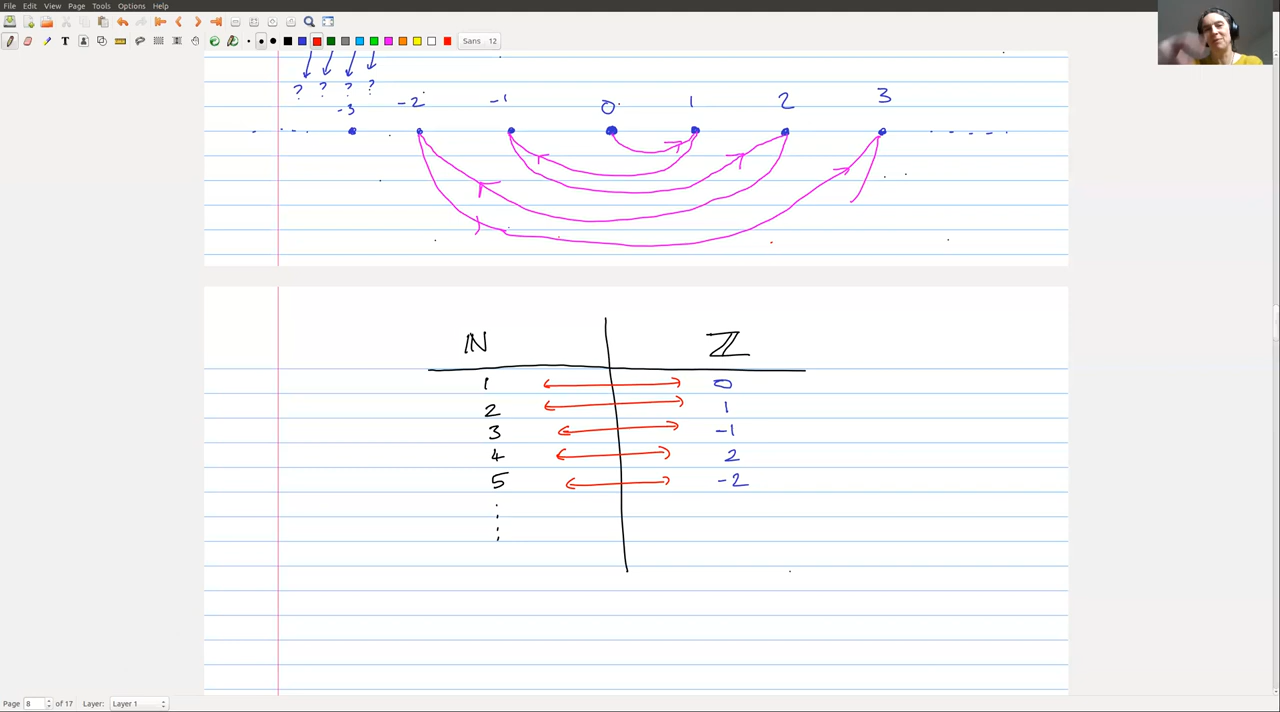 File Edit View Page Tools Options Help
Sans 12
? ? ? ?
-3 -2 -1 0 1 2 3
ℕ ℤ
1 0
2 1
3 -1
4 2
5 -2
Page 8 of 17 Layer: Layer 1